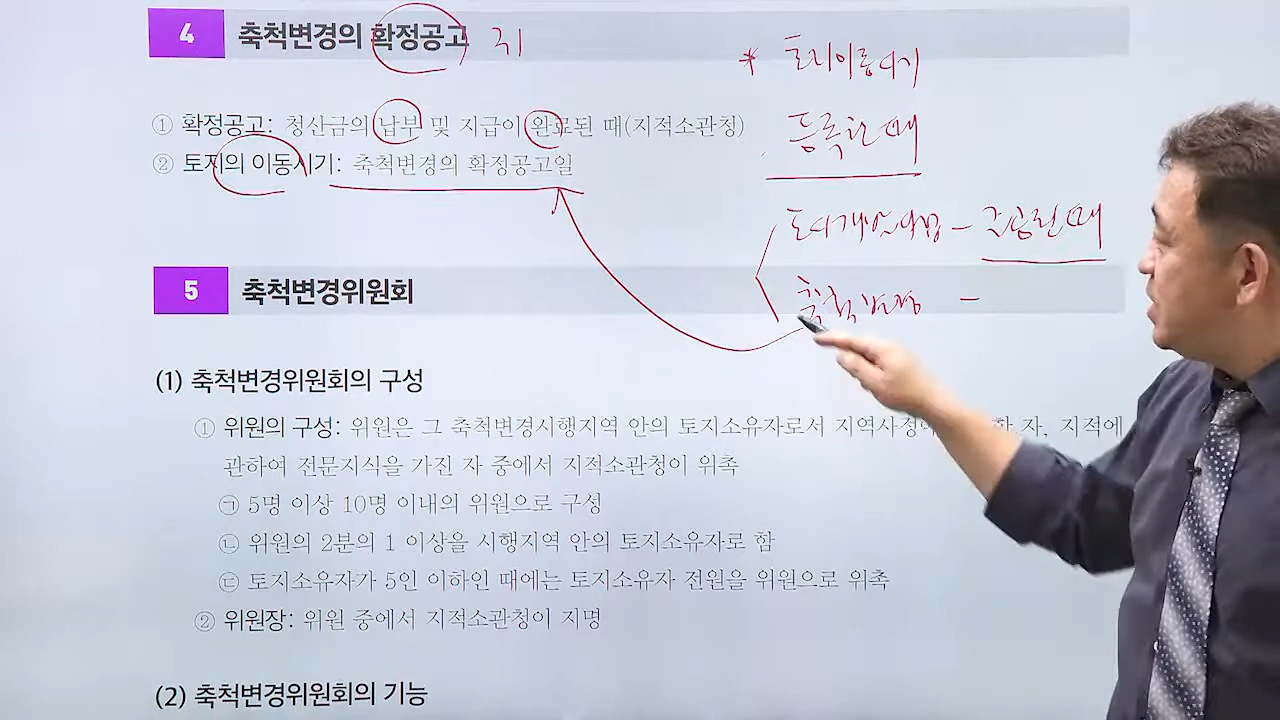 4 축척변경의 확정공고 지
* 토지이동시기
① 확정공고: 청산금의 납부 및 지급이 완료된 때(지적소관청)
등록한 때
② 토지의 이동시기: 축척변경의 확정공고일
도시개발사업 - 준공된 때
5 축척변경위원회
축척변경 -
(1) 축척변경위원회의 구성
① 위원의 구성: 위원은 그 축척변경시행지역 안의 토지소유자로서 지역사정에 자, 지적에
관하여 전문지식을 가진 자 중에서 지적소관청이 위촉
㉠ 5명 이상 10명 이내의 위원으로 구성
㉡ 위원의 2분의 1 이상을 시행지역 안의 토지소유자로 함
㉢ 토지소유자가 5인 이하인 때에는 토지소유자 전원을 위원으로 위촉
② 위원장: 위원 중에서 지적소관청이 지명
(2) 축척변경위원회의 기능